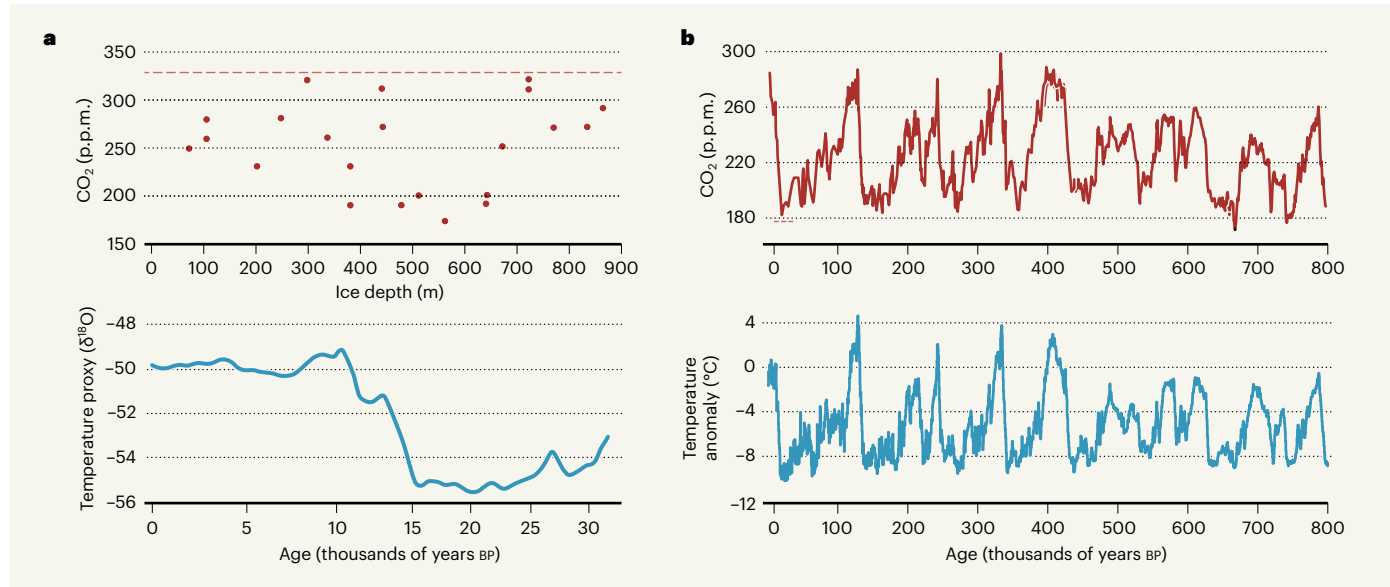 a
350
300
250
200
150
CO₂ (p.p.m.)
0 100 200 300 400 500 600 700 800 900
Ice depth (m)
–48
–50
–52
–54
–56
Temperature proxy (δ¹⁸O)
0 5 10 15 20 25 30
Age (thousands of years BP)
b
300
260
220
180
CO₂ (p.p.m.)
0 100 200 300 400 500 600 700 800
4
0
–4
–8
–12
Temperature
anomaly (°C)
0 100 200 300 400 500 600 700 800
Age (thousands of years BP)